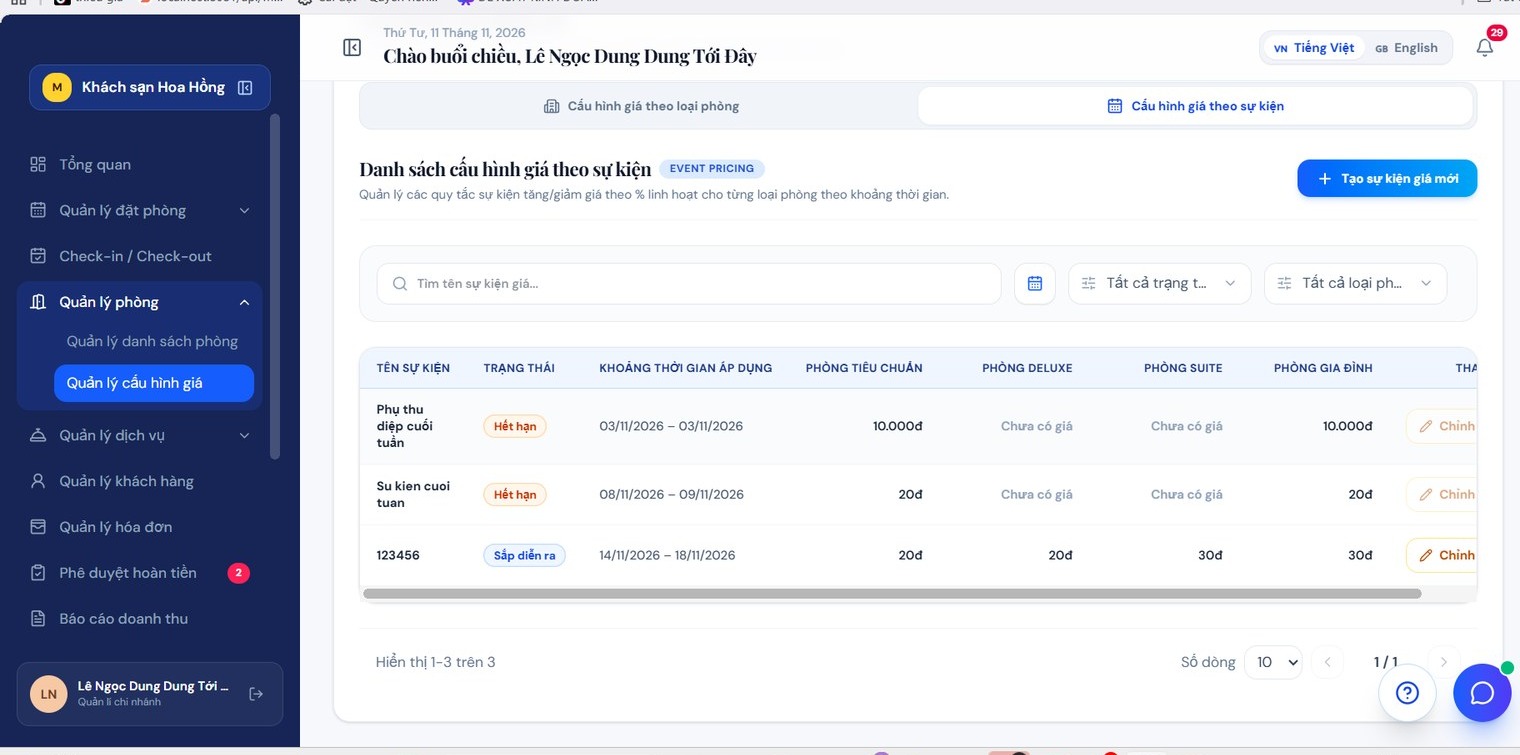 Thứ Tư, 11 Tháng 11, 2026
Chào buổi chiều, Lê Ngọc Dung Dung Tới Đây
VN Tiếng Việt
GB English
29
M Khách sạn Hoa Hồng
Tổng quan
Quản lý đặt phòng
Check-in / Check-out
Quản lý phòng
Quản lý danh sách phòng
Quản lý cấu hình giá
Quản lý dịch vụ
Quản lý khách hàng
Quản lý hóa đơn
Phê duyệt hoàn tiền 2
Báo cáo doanh thu
LN
Lê Ngọc Dung Dung Tới ...
Quản lí chi nhánh
Cấu hình giá theo loại phòng
Cấu hình giá theo sự kiện
Danh sách cấu hình giá theo sự kiện EVENT PRICING
Quản lý các quy tắc sự kiện tăng/giảm giá theo % linh hoạt cho từng loại phòng theo khoảng thời gian.
+ Tạo sự kiện giá mới
Tìm tên sự kiện giá...
Tất cả trạng t...
Tất cả loại ph...
TÊN SỰ KIỆN TRẠNG THÁI KHOẢNG THỜI GIAN ÁP DỤNG PHÒNG TIÊU CHUẨN PHÒNG DELUXE PHÒNG SUITE PHÒNG GIA ĐÌNH THA
Phụ thu
diệp cuối
tuần
Hết hạn 03/11/2026 – 03/11/2026 10.000đ Chưa có giá Chưa có giá 10.000đ Chỉnh
Su kien cuoi
tuan
Hết hạn 08/11/2026 – 09/11/2026 20đ Chưa có giá Chưa có giá 20đ Chỉnh
123456 Sắp diễn ra 14/11/2026 – 18/11/2026 20đ 20đ 30đ 30đ Chỉnh
Hiển thị 1-3 trên 3
Số dòng 10
1 / 1